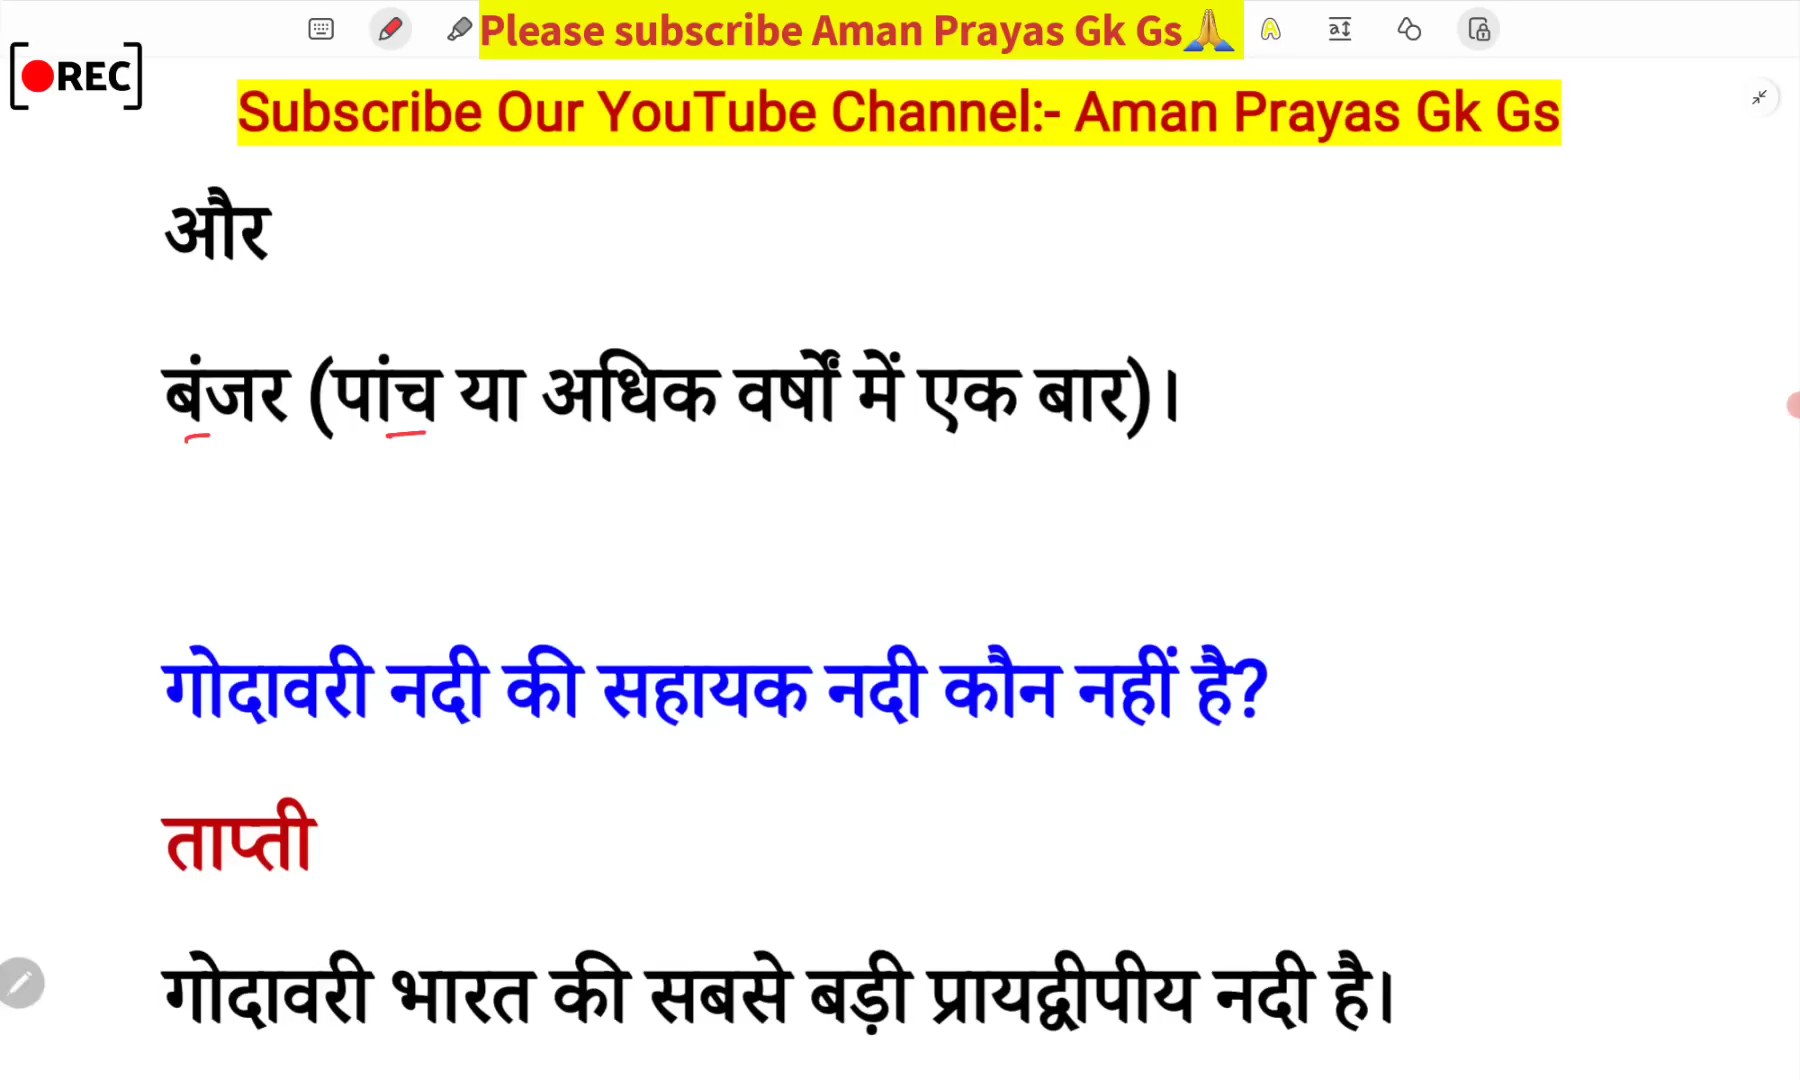 Please subscribe Aman Prayas Gk Gs🙏
REC
Subscribe Our YouTube Channel:- Aman Prayas Gk Gs
और
बंजर (पांच या अधिक वर्षों में एक बार)।
गोदावरी नदी की सहायक नदी कौन नहीं है?
ताप्ती
गोदावरी भारत की सबसे बड़ी प्रायद्वीपीय नदी है।